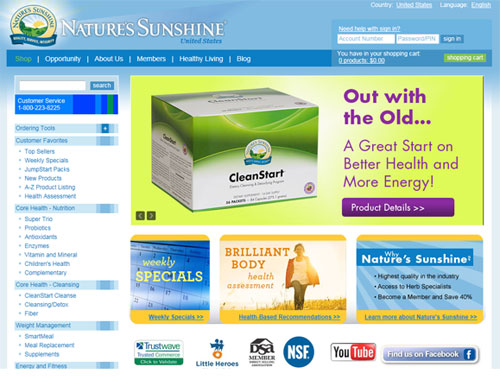 Country: United States Language: English
NATURE'S SUNSHINE®
United States
Need help with sign in?
Account Number Password/PIN sign in
You have in your shopping cart
0 products: $0.00
shopping cart
Shop | Opportunity | About Us | Members | Healthy Living | Blog
search
Customer Service
1-800-223-8225
Ordering Tools +
Customer Favorites
Top Sellers
Weekly Specials
JumpStart Packs
New Products
A-Z Product Listing
Health Assessment
Core Health - Nutrition
Super Trio
Probiotics
Antioxidants
Enzymes
Vitamin and Mineral
Children's Health
Complementary
Core Health - Cleansing
CleanStart Cleanse
Cleansing/Detox
Fiber
Weight Management
SmartMeal
Meal Replacement
Supplements
Energy and Fitness
CleanStart
Out with
the Old...
A Great Start on
Better Health and
More Energy!
Product Details >>
weekly
SPECIALS
Weekly Specials >>
BRILLIANT
BODY
health
assessment
Health Based Recommendations >>
Why
Nature's Sunshine?
• Highest quality in the industry
• Access to Herb Specialists
• Become a Member and Save 40%
Learn more about Nature's Sunshine >>
Trustwave
Trusted Commerce
Click to Validate
Little Heroes
DSA
MEMBER
NSF
YouTube
Find us on Facebook f